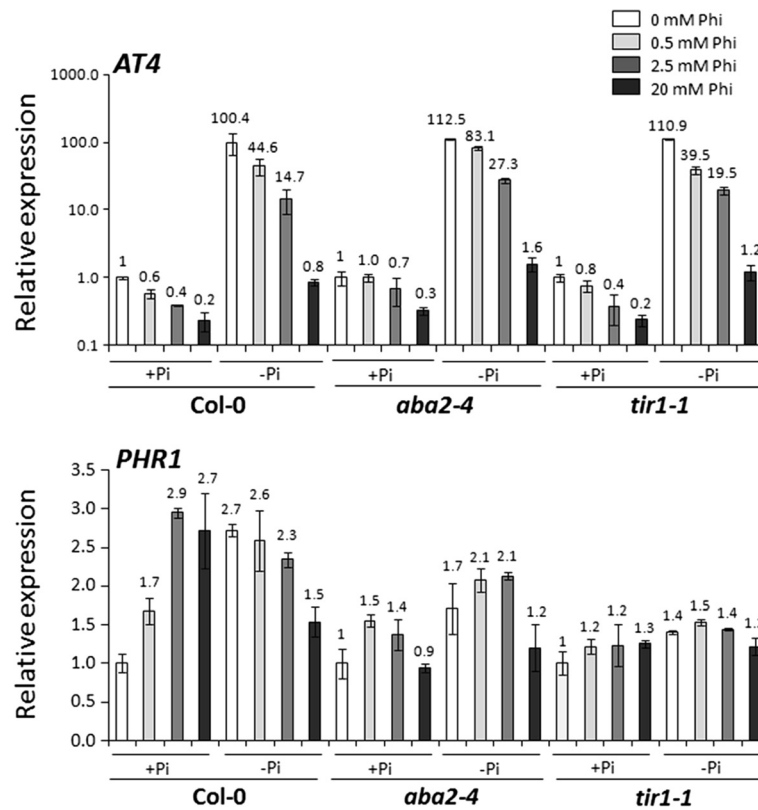 0 mM Phi
0.5 mM Phi
2.5 mM Phi
20 mM Phi
AT4
Relative expression
1000.0
100.0
10.0
1.0
0.1
1 0.6 0.4 0.2 100.4 44.6 14.7 0.8 1 1.0 0.7 0.3 112.5 83.1 27.3 1.6 1 0.8 0.4 0.2 110.9 39.5 19.5 1.2
+Pi -Pi +Pi -Pi +Pi -Pi
Col-0 aba2-4 tir1-1
PHR1
Relative expression
3.5
3.0
2.5
2.0
1.5
1.0
0.5
0.0
1 1.7 2.9 2.7 2.7 2.6 2.3 1.5 1 1.5 1.4 0.9 1.7 2.1 2.1 1.2 1 1.2 1.2 1.3 1.4 1.5 1.4
+Pi -Pi +Pi -Pi +Pi -Pi
Col-0 aba2-4 tir1-1